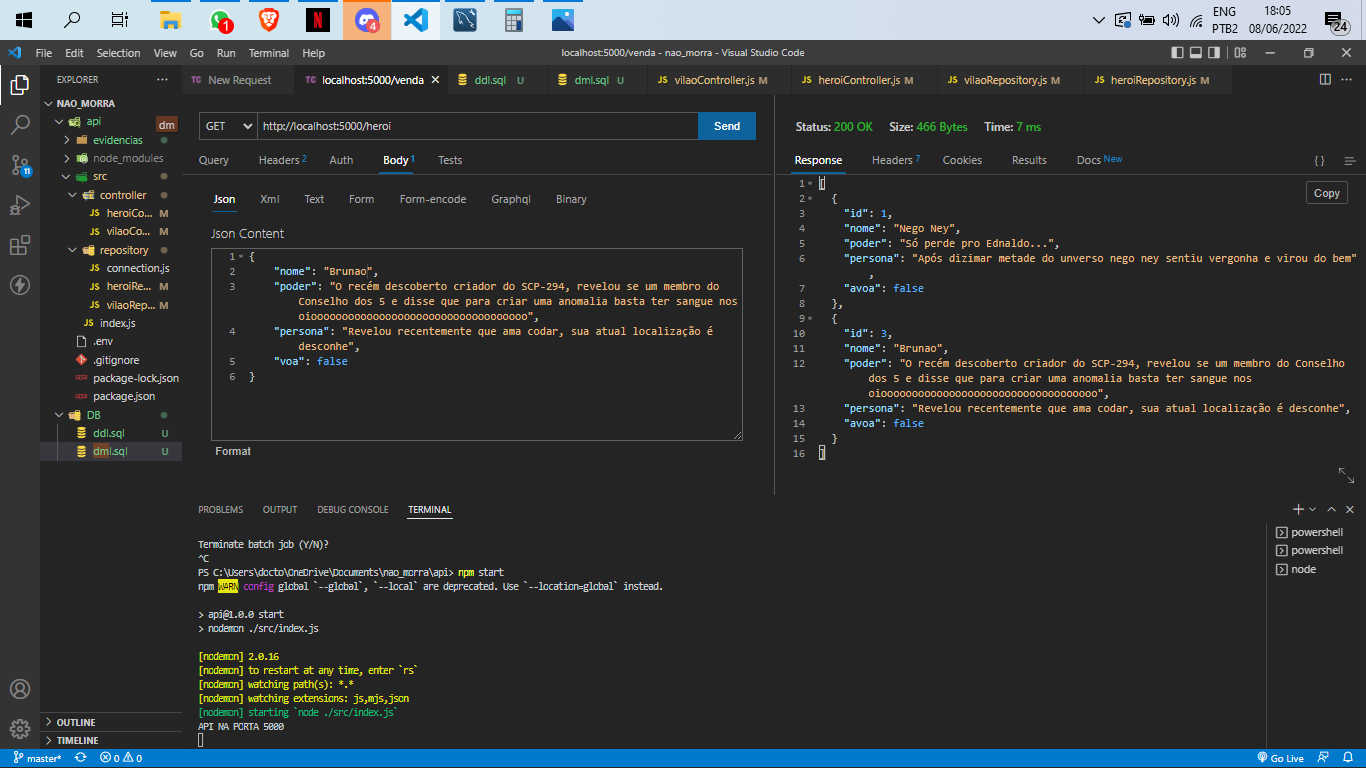 1
4
ENG
PTB2
18:05
08/06/2022
24
File Edit Selection View Go Run Terminal Help
localhost:5000/venda - nao_morra - Visual Studio Code
EXPLORER
NAO_MORRA
api
dm
evidencias
node_modules
src
controller
heroiCo... M
vilaoCo... M
repository
connection.js
heroiRe... M
vilaoRep... M
index.js
.env
.gitignore
package-lock.json
package.json
DB
ddl.sql U
dml.sql U
OUTLINE
TIMELINE
11
TC New Request
TC localhost:5000/venda
ddl.sql U
dml.sql U
JS vilaoController.js M
JS heroiController.js M
JS vilaoRepository.js M
JS heroiRepository.js M
GET http://localhost:5000/heroi Send
Query Headers 2 Auth Body 1 Tests
Json Xml Text Form Form-encode Graphql Binary
Json Content
1 {
2 "nome": "Brunao",
3 "poder": "O recém descoberto criador do SCP-294, revelou se um membro do
Conselho dos 5 e disse que para criar uma anomalia basta ter sangue nos
oioooooooooooooooooooooooooooooooooo",
4 "persona": "Revelou recentemente que ama codar, sua atual localização é
desconhe",
5 "voa": false
6 }
Format
Status: 200 OK Size: 466 Bytes Time: 7 ms
Response Headers 7 Cookies Results Docs New { }
Copy
1 [
2 {
3 "id": 1,
4 "nome": "Nego Ney",
5 "poder": "Só perde pro Ednaldo...",
6 "persona": "Após dizimar metade do unverso nego ney sentiu vergonha e virou do bem"
,
7 "avoa": false
8 },
9 {
10 "id": 3,
11 "nome": "Brunao",
12 "poder": "O recém descoberto criador do SCP-294, revelou se um membro do Conselho
dos 5 e disse que para criar uma anomalia basta ter sangue nos
oioooooooooooooooooooooooooooooooooo",
13 "persona": "Revelou recentemente que ama codar, sua atual localização é desconhe",
14 "avoa": false
15 }
16 ]
PROBLEMS OUTPUT DEBUG CONSOLE TERMINAL
Terminate batch job (Y/N)?
^C
PS C:\Users\docto\OneDrive\Documents\nao_morra\api> npm start
npm WARN config global `--global`, `--local` are deprecated. Use `--location=global` instead.
> api@1.0.0 start
> nodemon ./src/index.js
[nodemon] 2.0.16
[nodemon] to restart at any time, enter `rs`
[nodemon] watching path(s): *.*
[nodemon] watching extensions: js,mjs,json
[nodemon] starting `node ./src/index.js`
API NA PORTA 5000
powershell
powershell
node
master* 0 0
Go Live